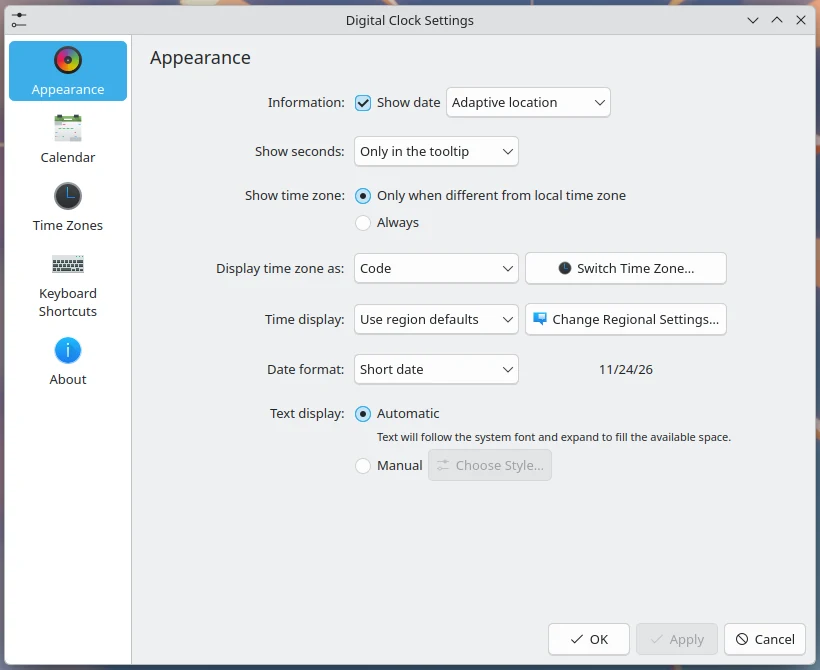 Digital Clock Settings
Appearance
Calendar
Time Zones
Keyboard
Shortcuts
About
Appearance
Information: Show date Adaptive location
Show seconds: Only in the tooltip
Show time zone: Only when different from local time zone
Always
Display time zone as: Code Switch Time Zone...
Time display: Use region defaults Change Regional Settings...
Date format: Short date 11/24/26
Text display: Automatic
Text will follow the system font and expand to fill the available space.
Manual Choose Style...
OK Apply Cancel